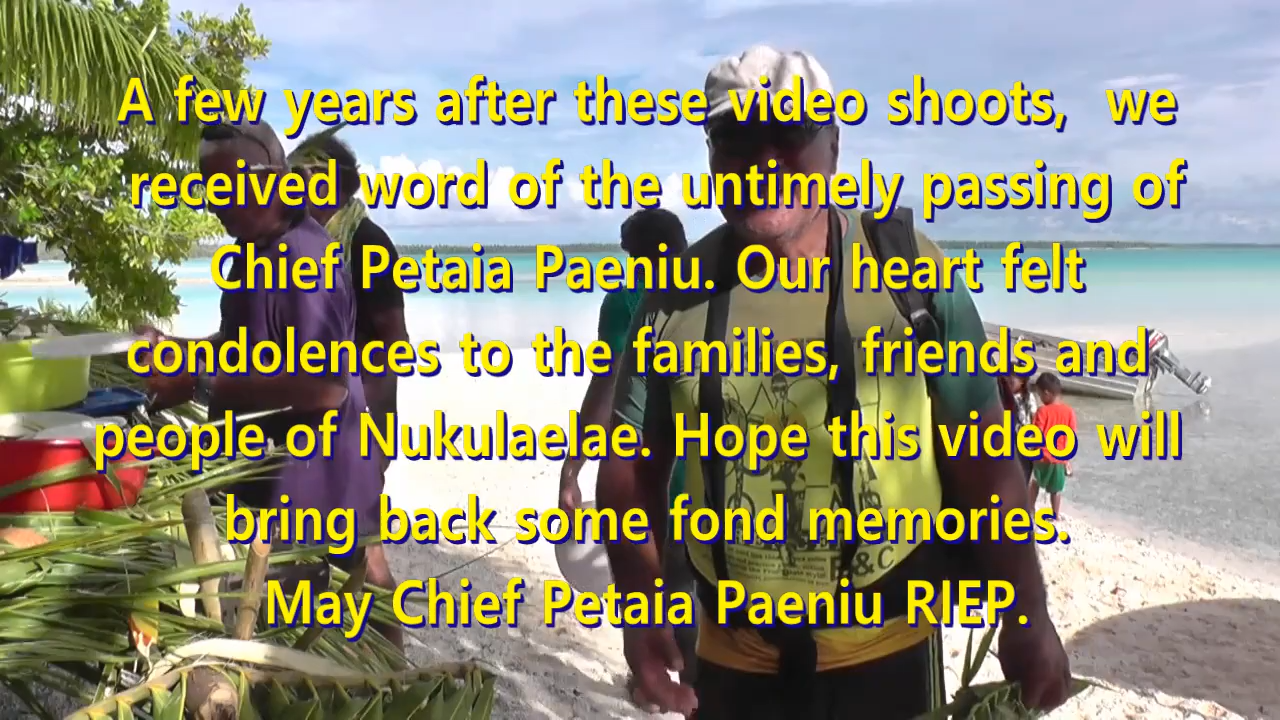 A few years after these video shoots,  we
received word of the untimely passing of
Chief Petaia Paeniu. Our heart felt
condolences to the families, friends and
people of Nukulaelae. Hope this video will
bring back some fond memories.
May Chief Petaia Paeniu RIEP.
&C